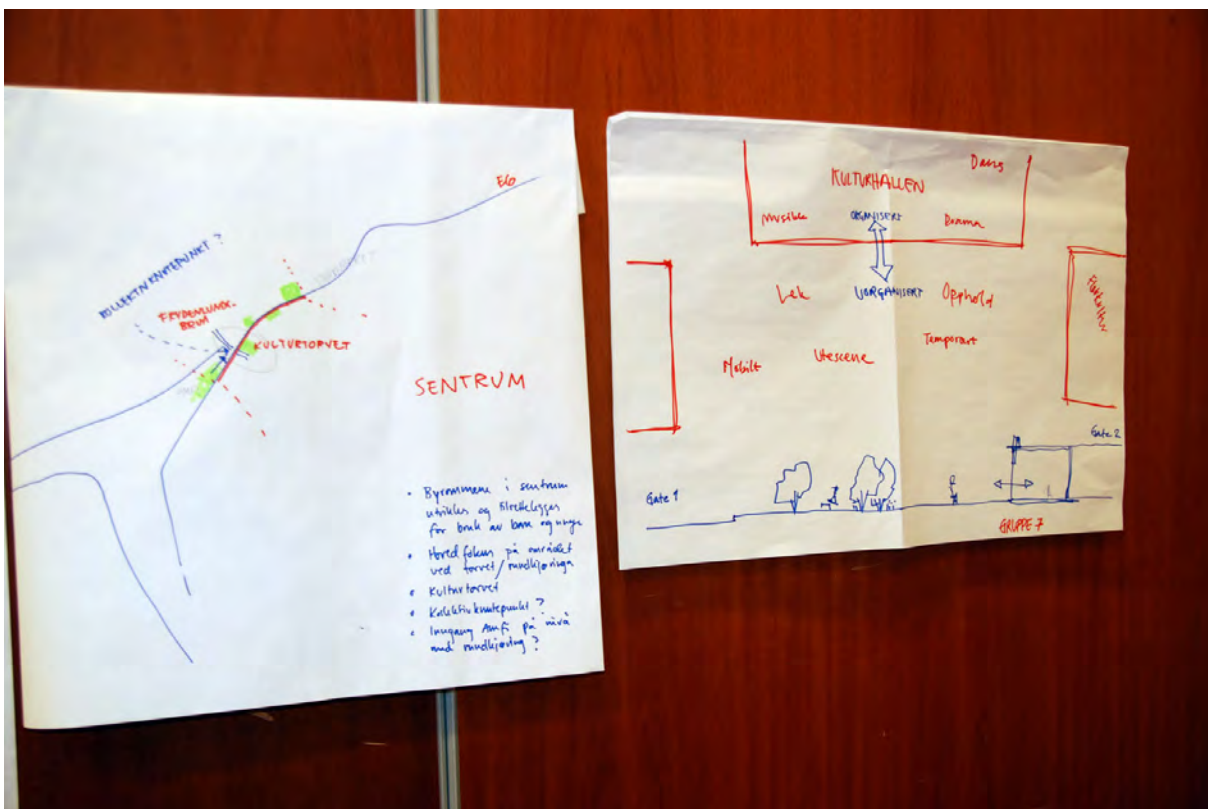 E6
KOLLEKTIVKNUTEPUNKT?
FRYDENLUND.
KULTURTORVET
SENTRUM
• Byrommene i sentrum
utvikles og tilrettelegges
for bruk av barn og unge
• Hovedfokus på området
ved torvet/rundkjøringa
• Kulturtorvet
• Kollektivknutepunkt?
• Inngang Amfi på nivå
med rundkjøring?
Dans
KULTURHALLEN
Musikk ORGANISERT Drama
Lek UORGANISERT Opphold
Temporært
Mobilt Utescene
Gate 1
Gate 2
GRUPPE 7